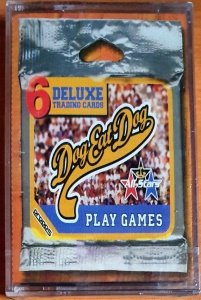 6 DELUXE
TRADING CARDS
Dog Eat Dog
All-Stars
PLAY GAMES